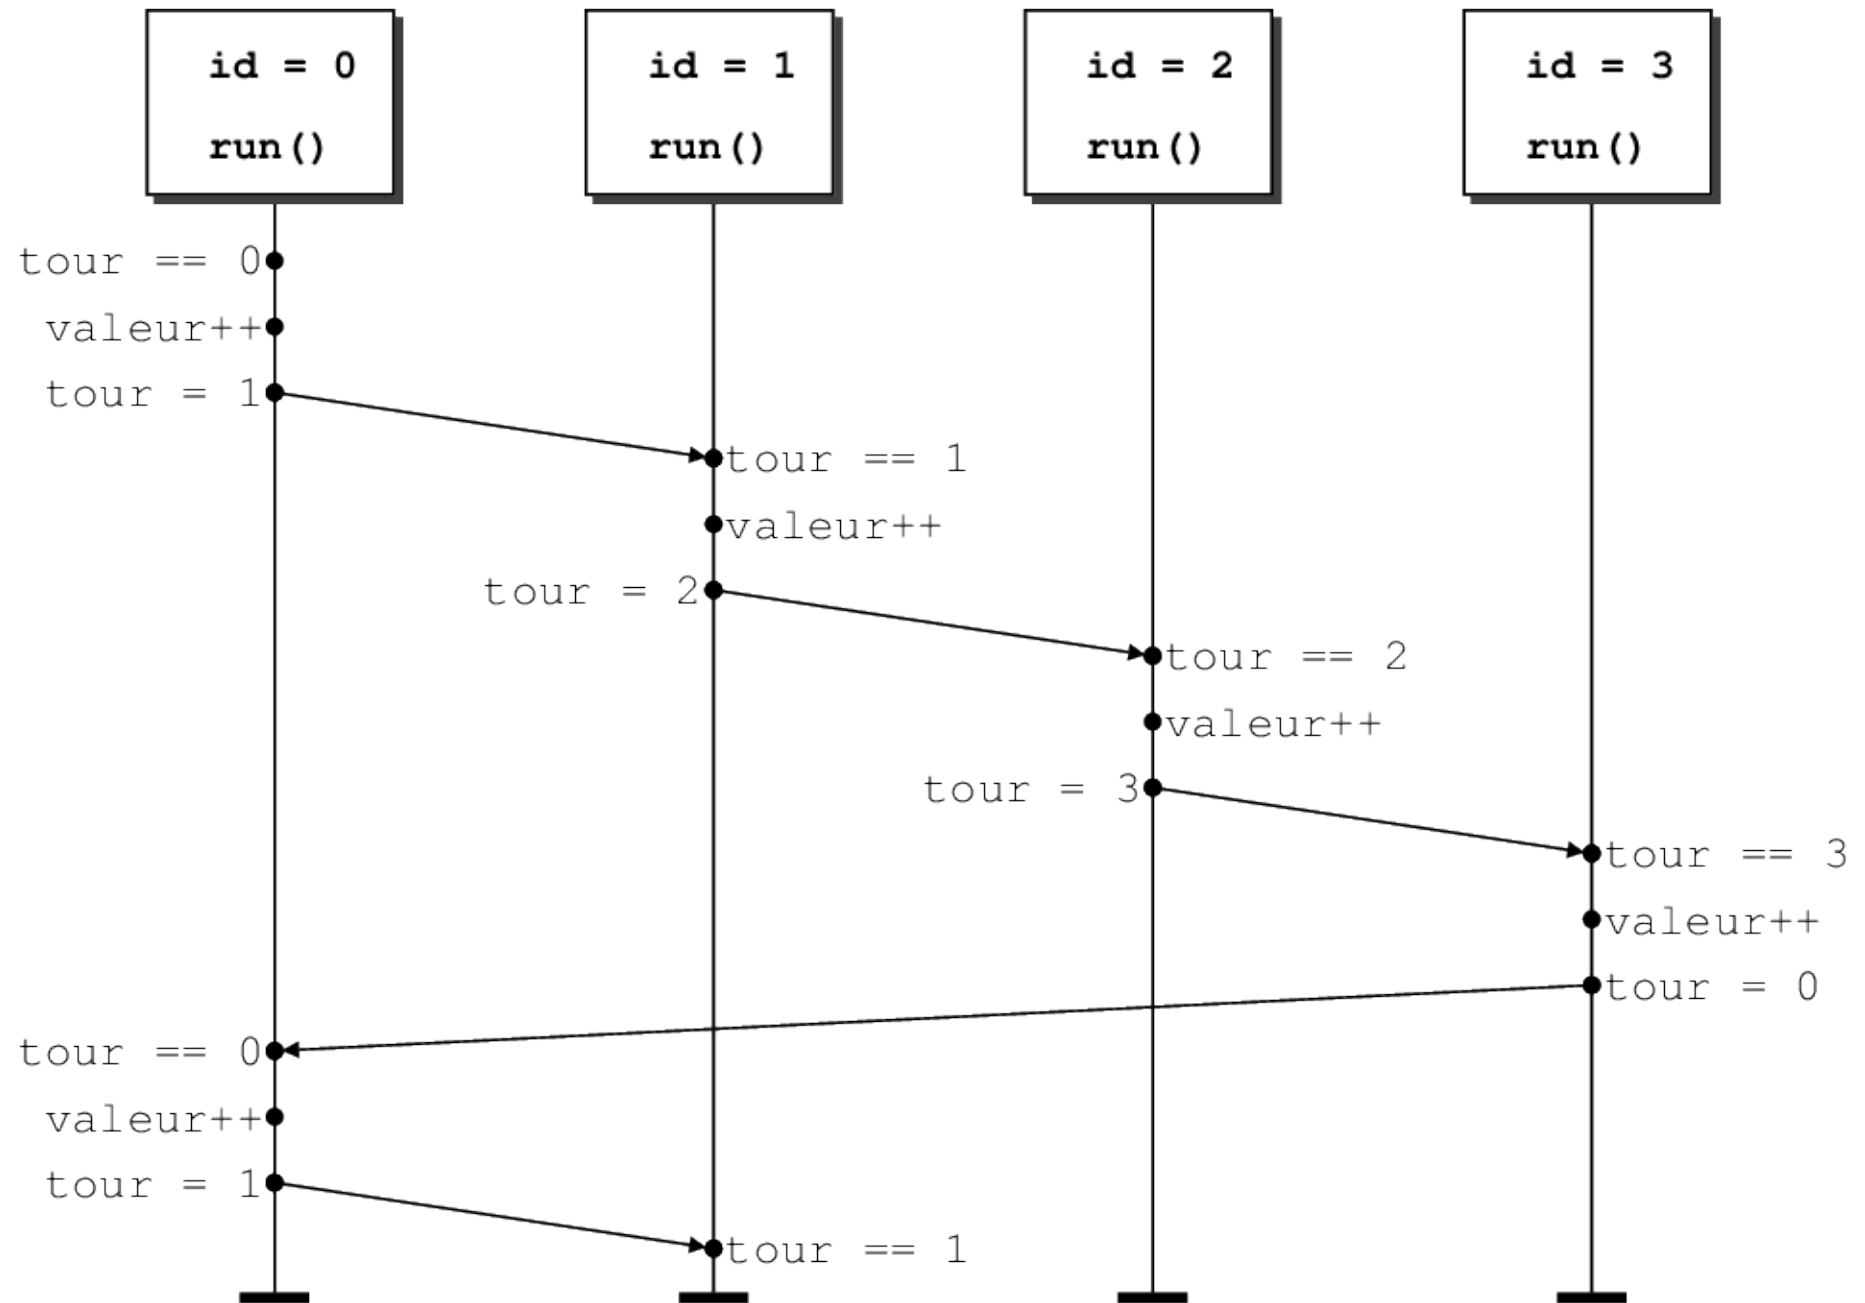 id = 0
run()
id = 1
run()
id = 2
run()
id = 3
run()
tour == 0
valeur++
tour = 1
tour == 1
valeur++
tour = 2
tour == 2
valeur++
tour = 3
tour == 3
valeur++
tour = 0
tour == 0
valeur++
tour = 1
tour == 1